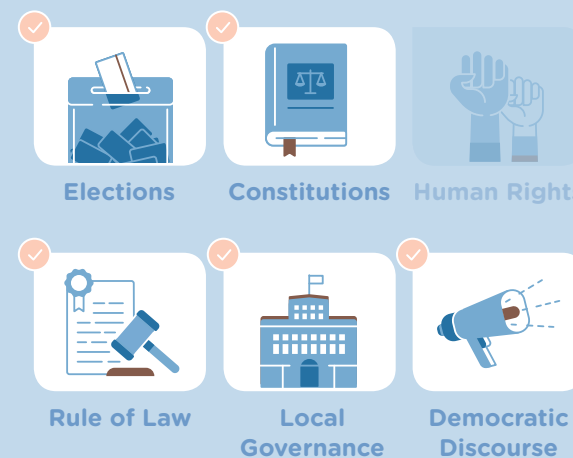 Elections
Constitutions
Human Right
Rule of Law
Local
Governance
Democratic
Discourse